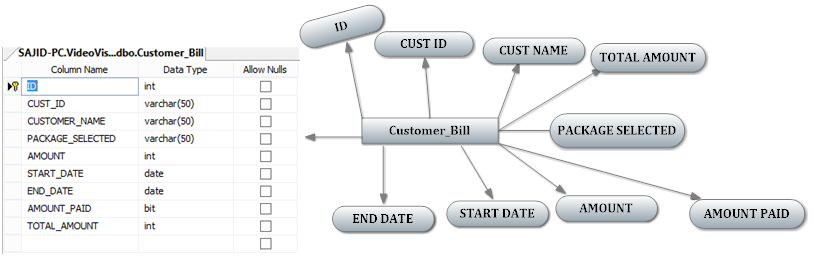 SAJID-PC.VideoVis...dbo.Customer_Bill
Column Name Data Type Allow Nulls
ID int
CUST_ID varchar(50)
CUSTOMER_NAME varchar(50)
PACKAGE_SELECTED varchar(50)
AMOUNT int
START_DATE date
END_DATE date
AMOUNT_PAID bit
TOTAL_AMOUNT int
ID
CUST ID
CUST NAME
TOTAL AMOUNT
Customer_Bill
PACKAGE SELECTED
END DATE
START DATE
AMOUNT
AMOUNT PAID